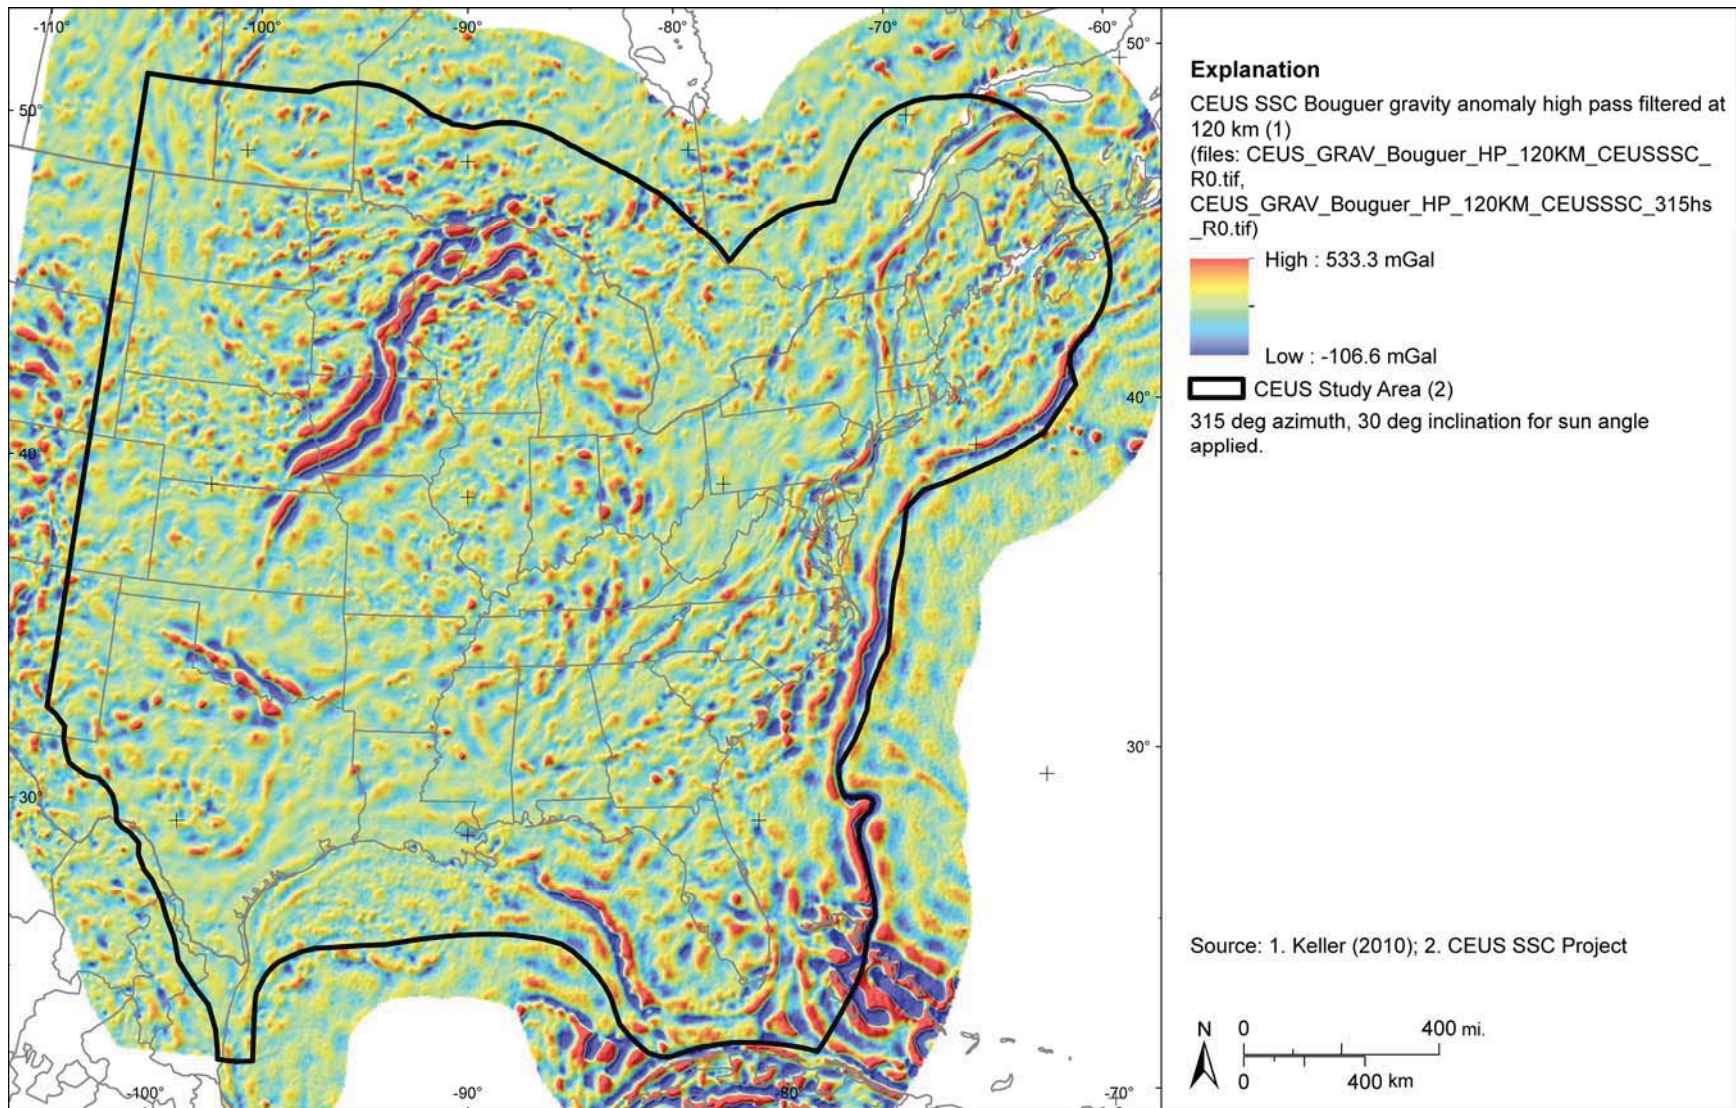 -110°
-100°
-90°
-80°
-70°
-60°
50°
50°
40°
40°
30°
30°
-100°
-90°
-80°
-70°
Explanation
CEUS SSC Bouguer gravity anomaly high pass filtered at
120 km (1)
(files: CEUS_GRAV_Bouguer_HP_120KM_CEUSSSC_
R0.tif,
CEUS_GRAV_Bouguer_HP_120KM_CEUSSSC_315hs
_R0.tif)
High : 533.3 mGal
Low : -106.6 mGal
CEUS Study Area (2)
315 deg azimuth, 30 deg inclination for sun angle
applied.
Source: 1. Keller (2010); 2. CEUS SSC Project
N
0 400 mi.
0 400 km